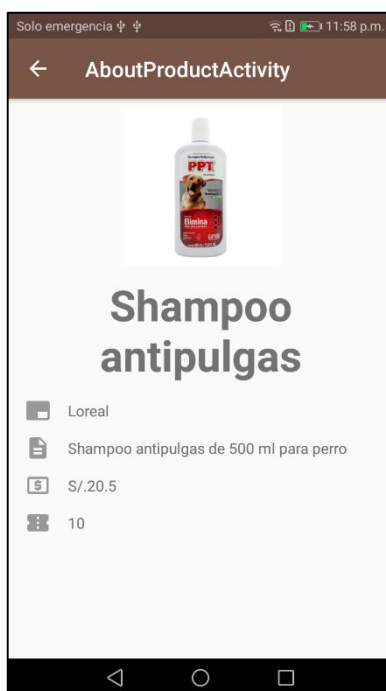 Solo emergencia 11:58 p.m.
AboutProductActivity
PPT
Elimina
Shampoo
antipulgas
Loreal
Shampoo antipulgas de 500 ml para perro
S/.20.5
10